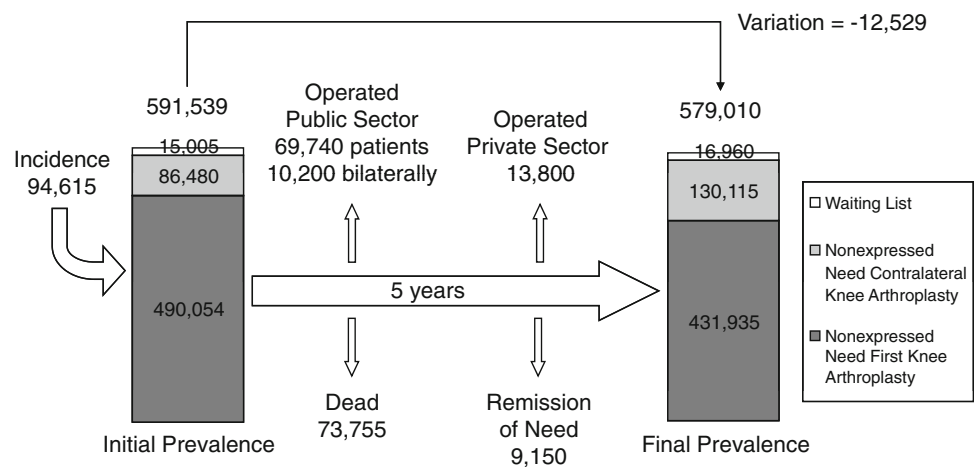 Variation = -12,529
591,539
Operated
Public Sector
69,740 patients
10,200 bilaterally
Operated
Private Sector
13,800
579,010
Incidence
94,615
15,005
86,480
490,054
5 years
16,960
130,115
431,935
Waiting List
Nonexpressed
Need Contralateral
Knee Arthroplasty
Nonexpressed
Need First Knee
Arthroplasty
Dead
73,755
Remission
of Need
9,150
Initial Prevalence
Final Prevalence